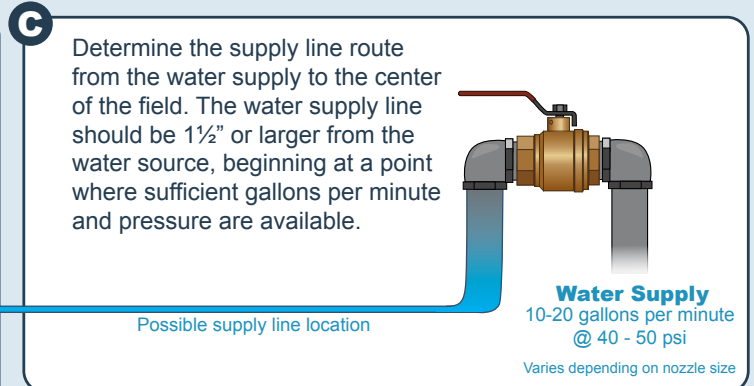 C
Determine the supply line route
from the water supply to the center
of the field. The water supply line
should be 1½” or larger from the
water source, beginning at a point
where sufficient gallons per minute
and pressure are available.
Possible supply line location
Water Supply
10-20 gallons per minute
@ 40 - 50 psi
Varies depending on nozzle size